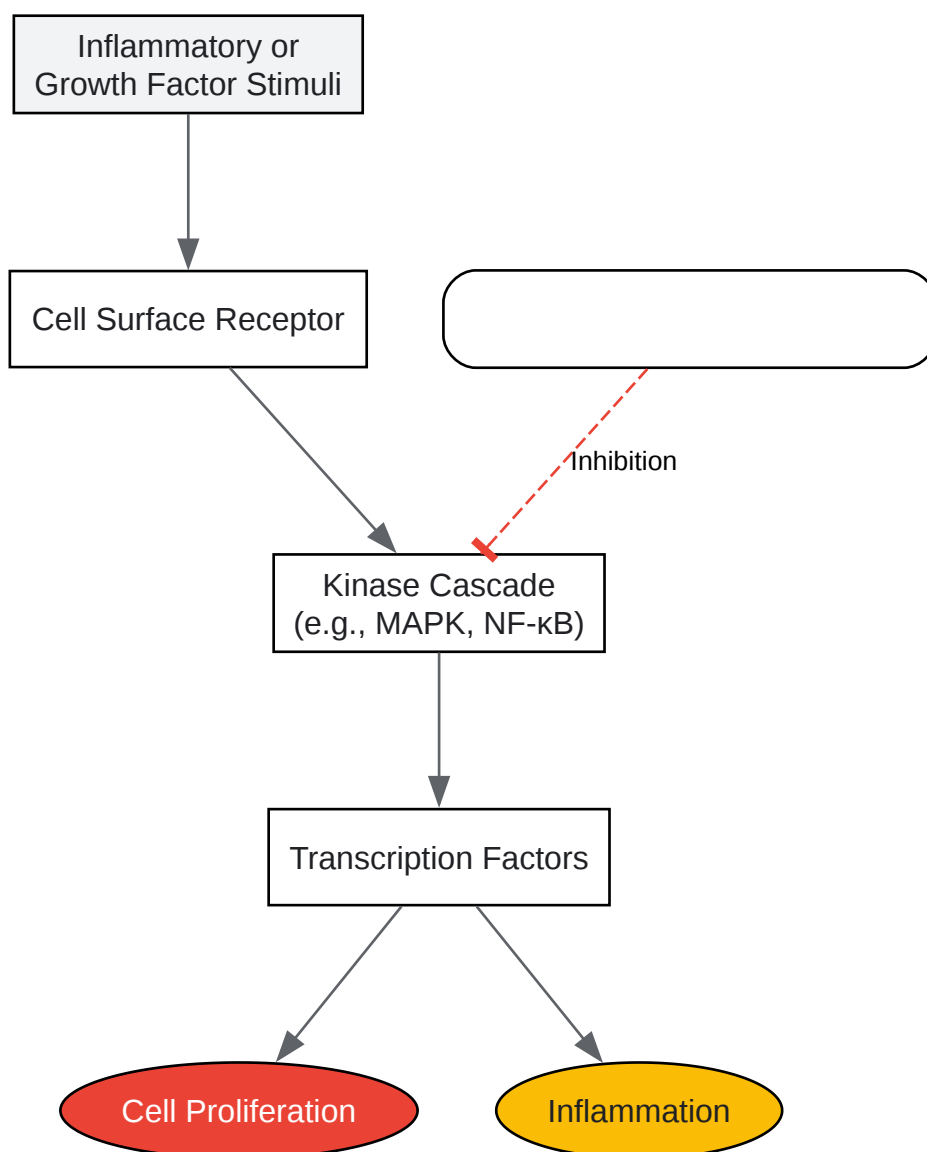 Inflammatory or
Growth Factor Stimuli
Cell Surface Receptor
Inhibition
Kinase Cascade
(e.g., MAPK, NF-κB)
Transcription Factors
Cell Proliferation
Inflammation